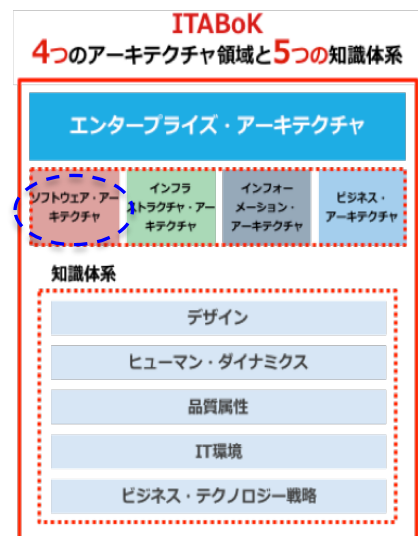 ITABoK
4つのアーキテクチャ領域と5つの知識体系
エンタープライズ・アーキテクチャ
ソフトウェア・アー
キテクチャ
インフラ
ストラクチャ・アー
キテクチャ
インフォー
メーション・
アーキテクチャ
ビジネス・
アーキテクチャ
知識体系
デザイン
ヒューマン・ダイナミクス
品質属性
IT環境
ビジネス・テクノロジー戦略